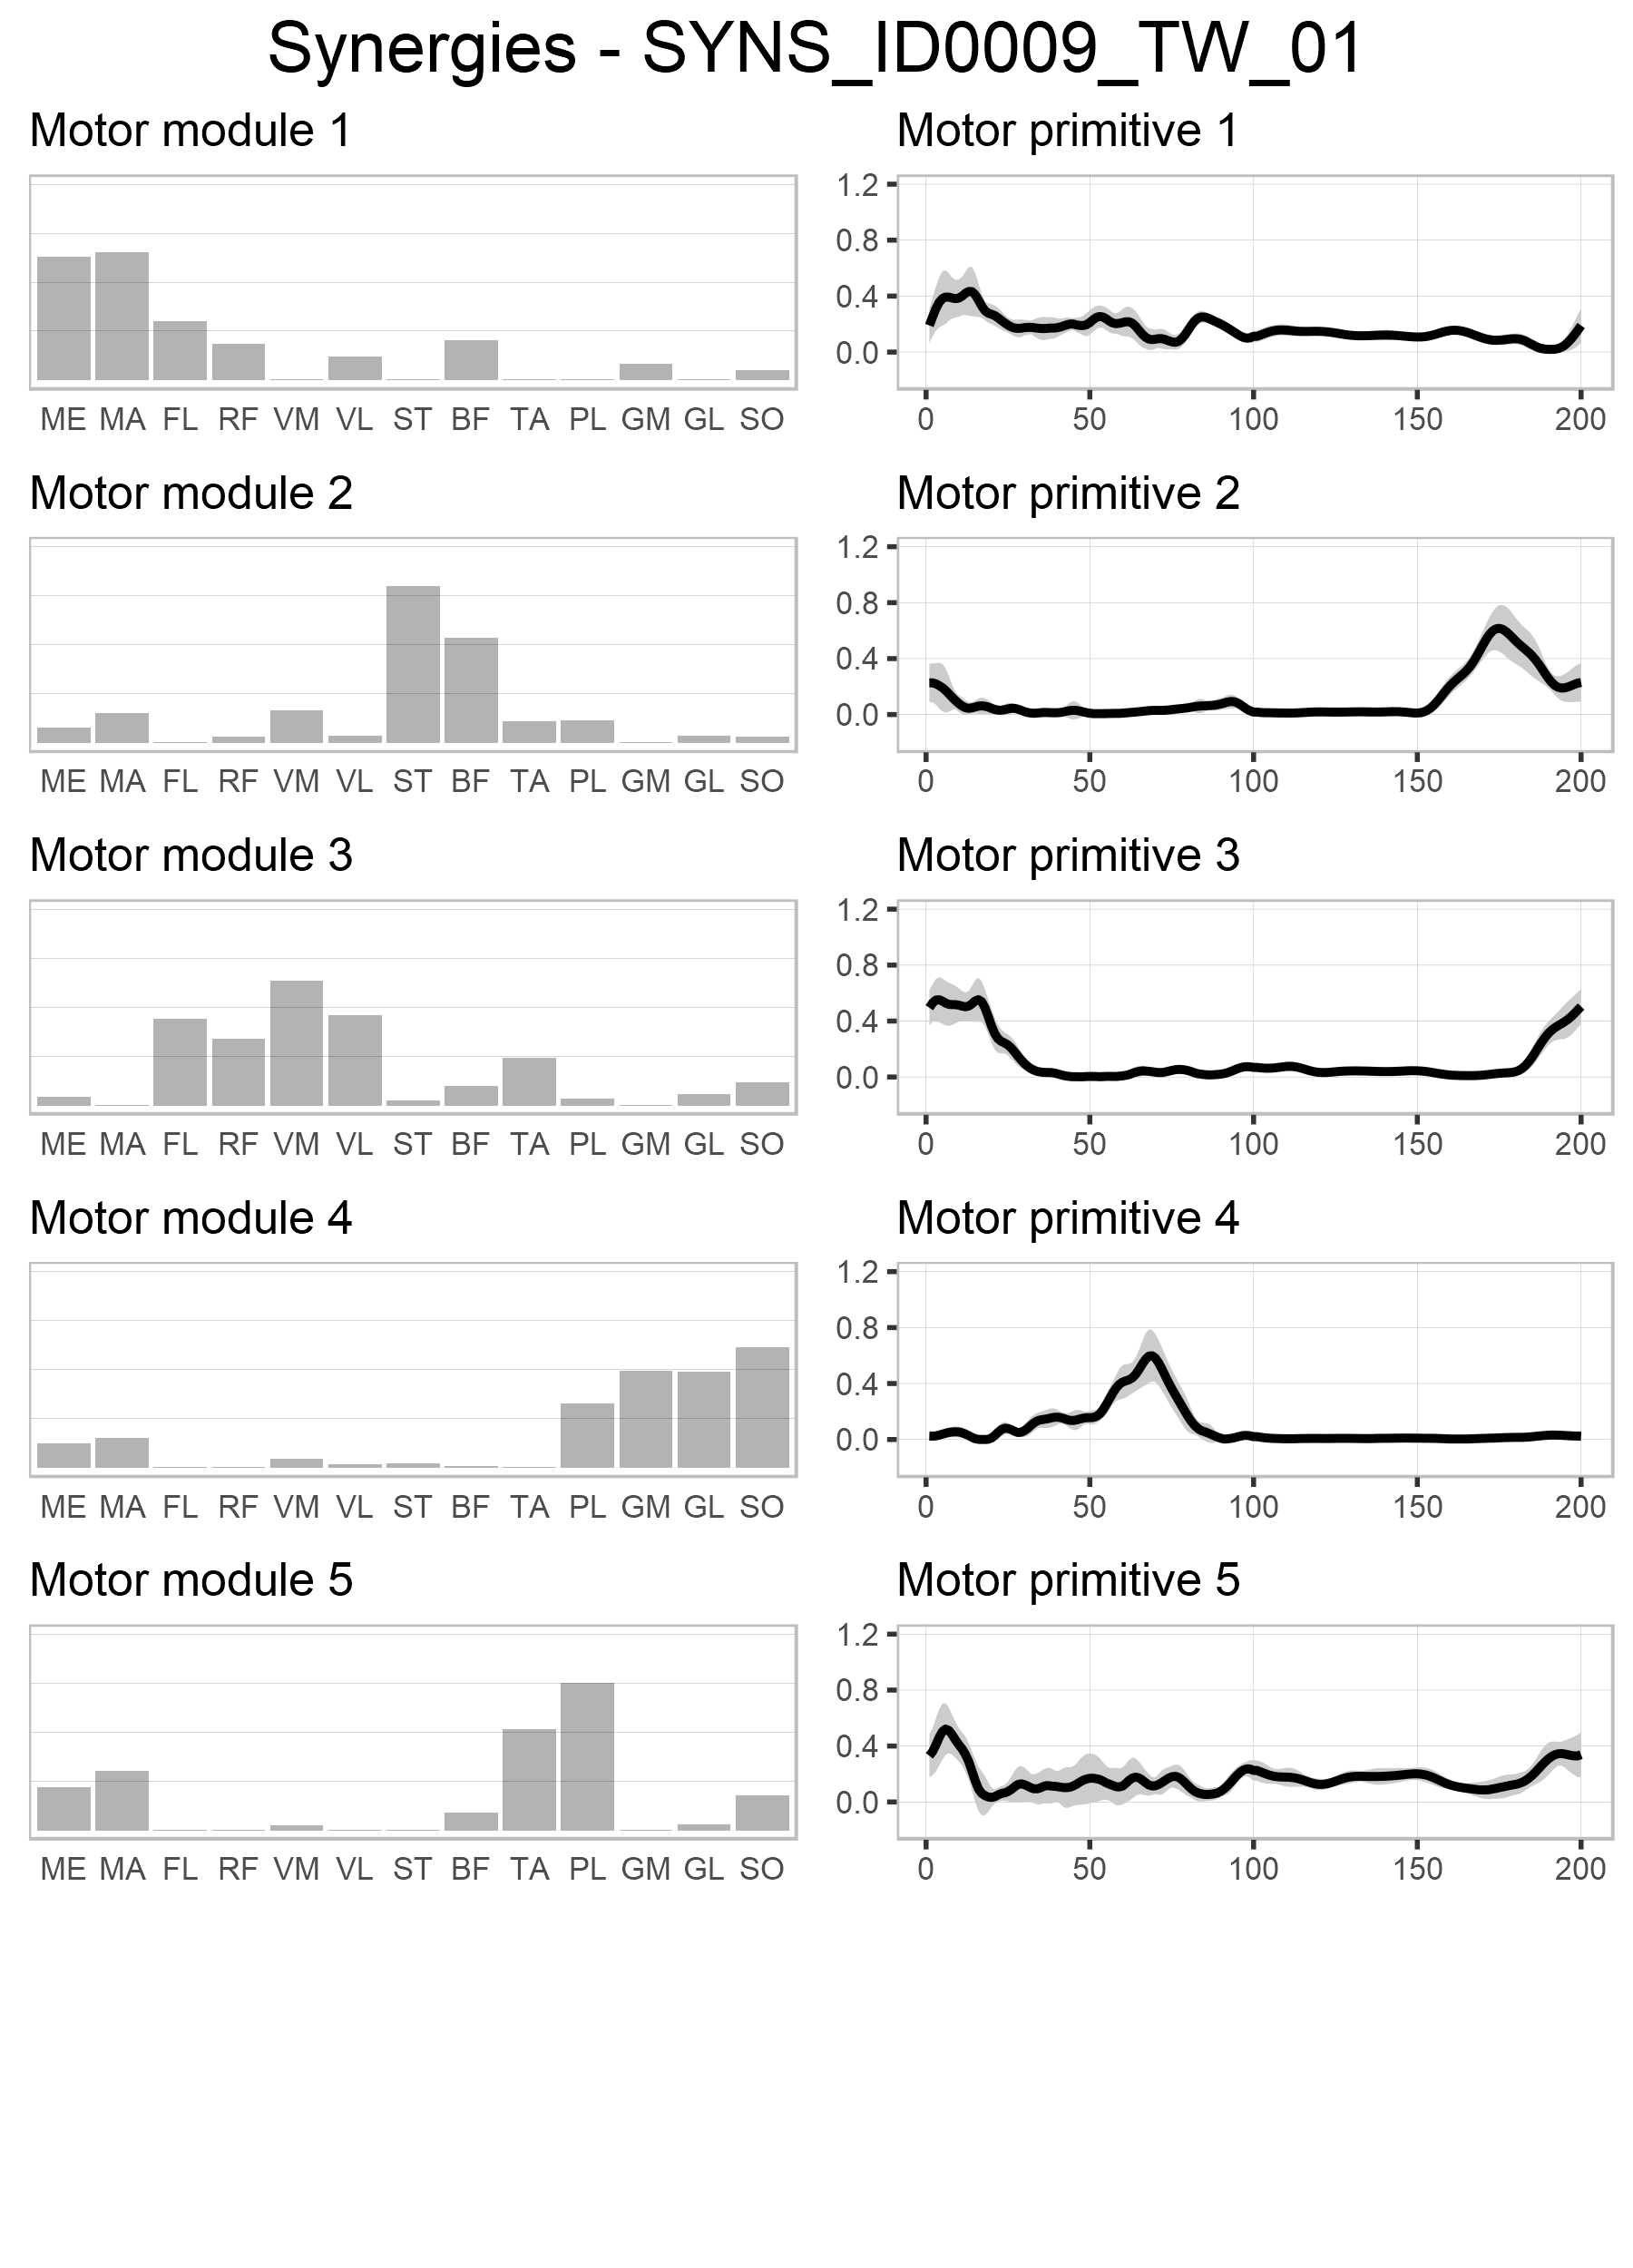 Synergies - SYNS_ID0009_TW_01
Motor module 1
Motor primitive 1
1.2
0.8
0.4
0.0
ME MA FL RF VM VL ST BF TA PL GM GL SO
0 50 100 150 200
Motor module 2
Motor primitive 2
1.2
0.8
0.4
0.0
ME MA FL RF VM VL ST BF TA PL GM GL SO
0 50 100 150 200
Motor module 3
Motor primitive 3
1.2
0.8
0.4
0.0
ME MA FL RF VM VL ST BF TA PL GM GL SO
0 50 100 150 200
Motor module 4
Motor primitive 4
1.2
0.8
0.4
0.0
ME MA FL RF VM VL ST BF TA PL GM GL SO
0 50 100 150 200
Motor module 5
Motor primitive 5
1.2
0.8
0.4
0.0
ME MA FL RF VM VL ST BF TA PL GM GL SO
0 50 100 150 200